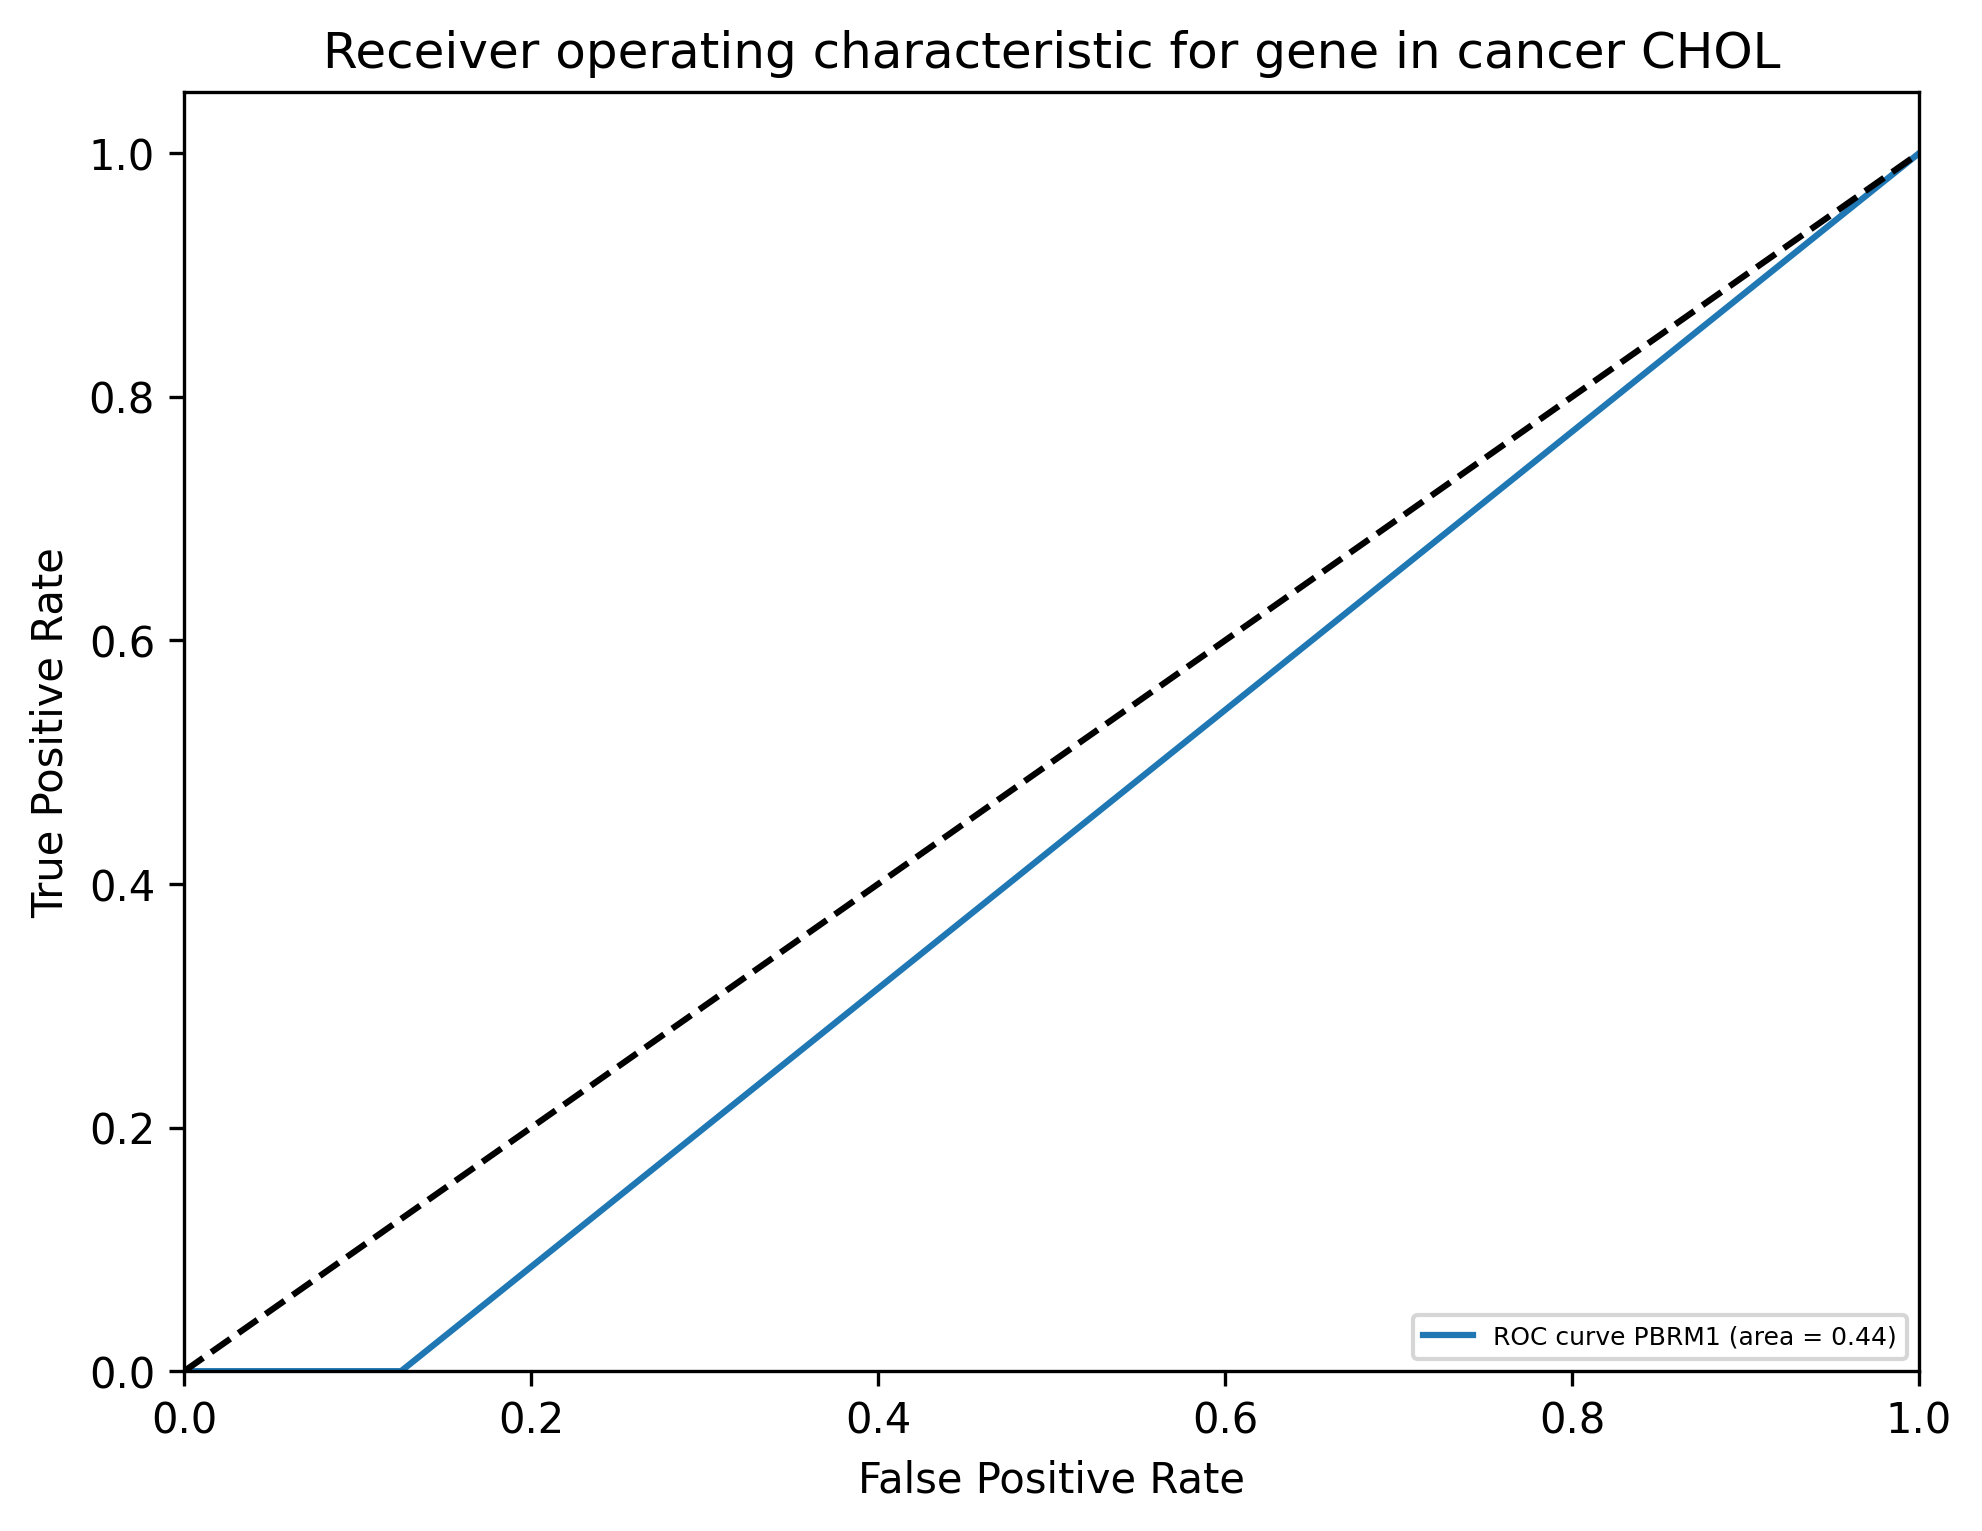 Receiver operating characteristic for gene in cancer CHOL
True Positive Rate
1.0
0.8
0.6
0.4
0.2
0.0
0.0 0.2 0.4 0.6 0.8 1.0
False Positive Rate
ROC curve PBRM1 (area = 0.44)